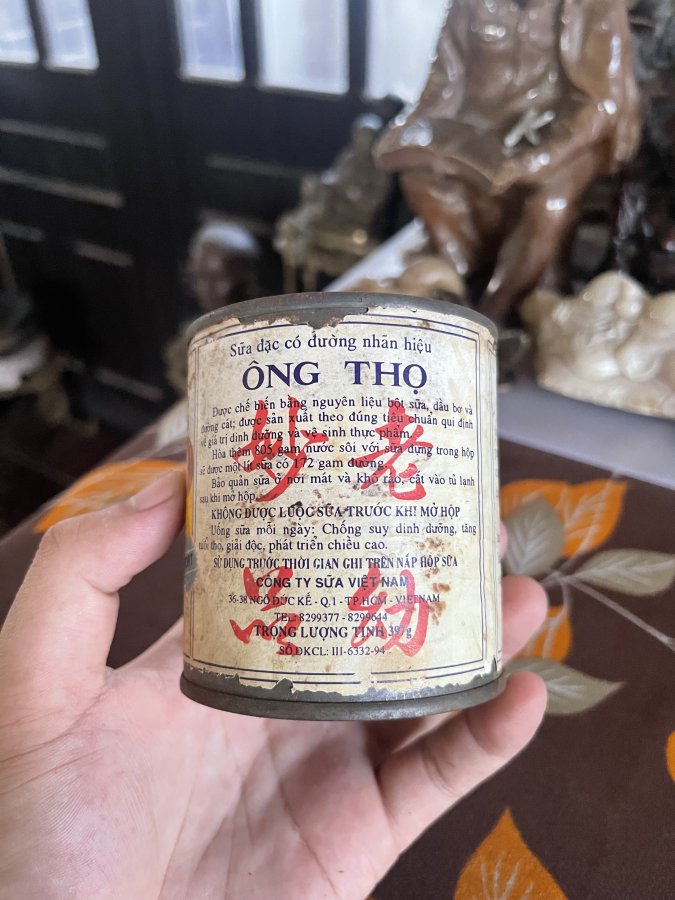 Sữa đặc có đường nhãn hiệu
ÔNG THỌ
Được chế biến bằng nguyên liệu bột sữa, dầu bơ và
đường cát; được sản xuất theo đúng tiêu chuẩn qui định
về giá trị dinh dưỡng và vệ sinh thực phẩm.
Hòa thêm 805 gam nước sôi với sữa đựng trong hộp
sẽ được một lít sữa có 172 gam đường.
Bảo quản sữa ở nơi mát và khô ráo, cất vào tủ lạnh
sau khi mở hộp.
KHÔNG ĐƯỢC LUỘC SỮA TRƯỚC KHI MỞ HỘP
Uống sữa mỗi ngày: Chống suy dinh dưỡng, tăng
tuổi thọ, giải độc, phát triển chiều cao.
SỬ DỤNG TRƯỚC THỜI GIAN GHI TRÊN NẮP HỘP SỮA
CÔNG TY SỮA VIỆT NAM
36-38 NGÔ ĐỨC KẾ - Q.1 - TP.HCM - VIETNAM
TEL: 8299377 - 8299644
TRỌNG LƯỢNG TỊNH 397g
SỐ ĐKCL: III-6332-94
老